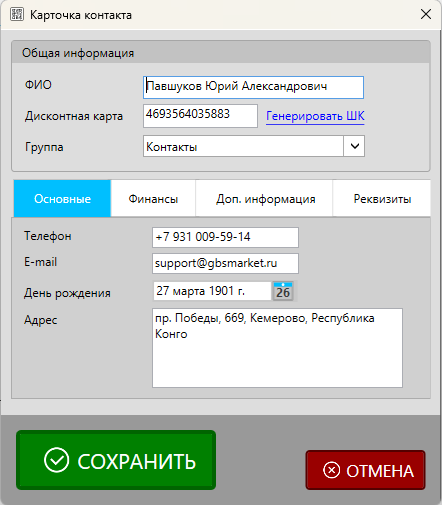 Карточка контакта
Общая информация
ФИО Павшуков Юрий Александрович
Дисконтная карта 4693564035883 Генерировать ШК
Группа Контакты
Основные Финансы Доп. информация Реквизиты
Телефон +7 931 009-59-14
E-mail support@gbsmarket.ru
День рождения 27 марта 1901 г. 26
Адрес пр. Победы, 669, Кемерово, Республика
Конго
СОХРАНИТЬ ОТМЕНА